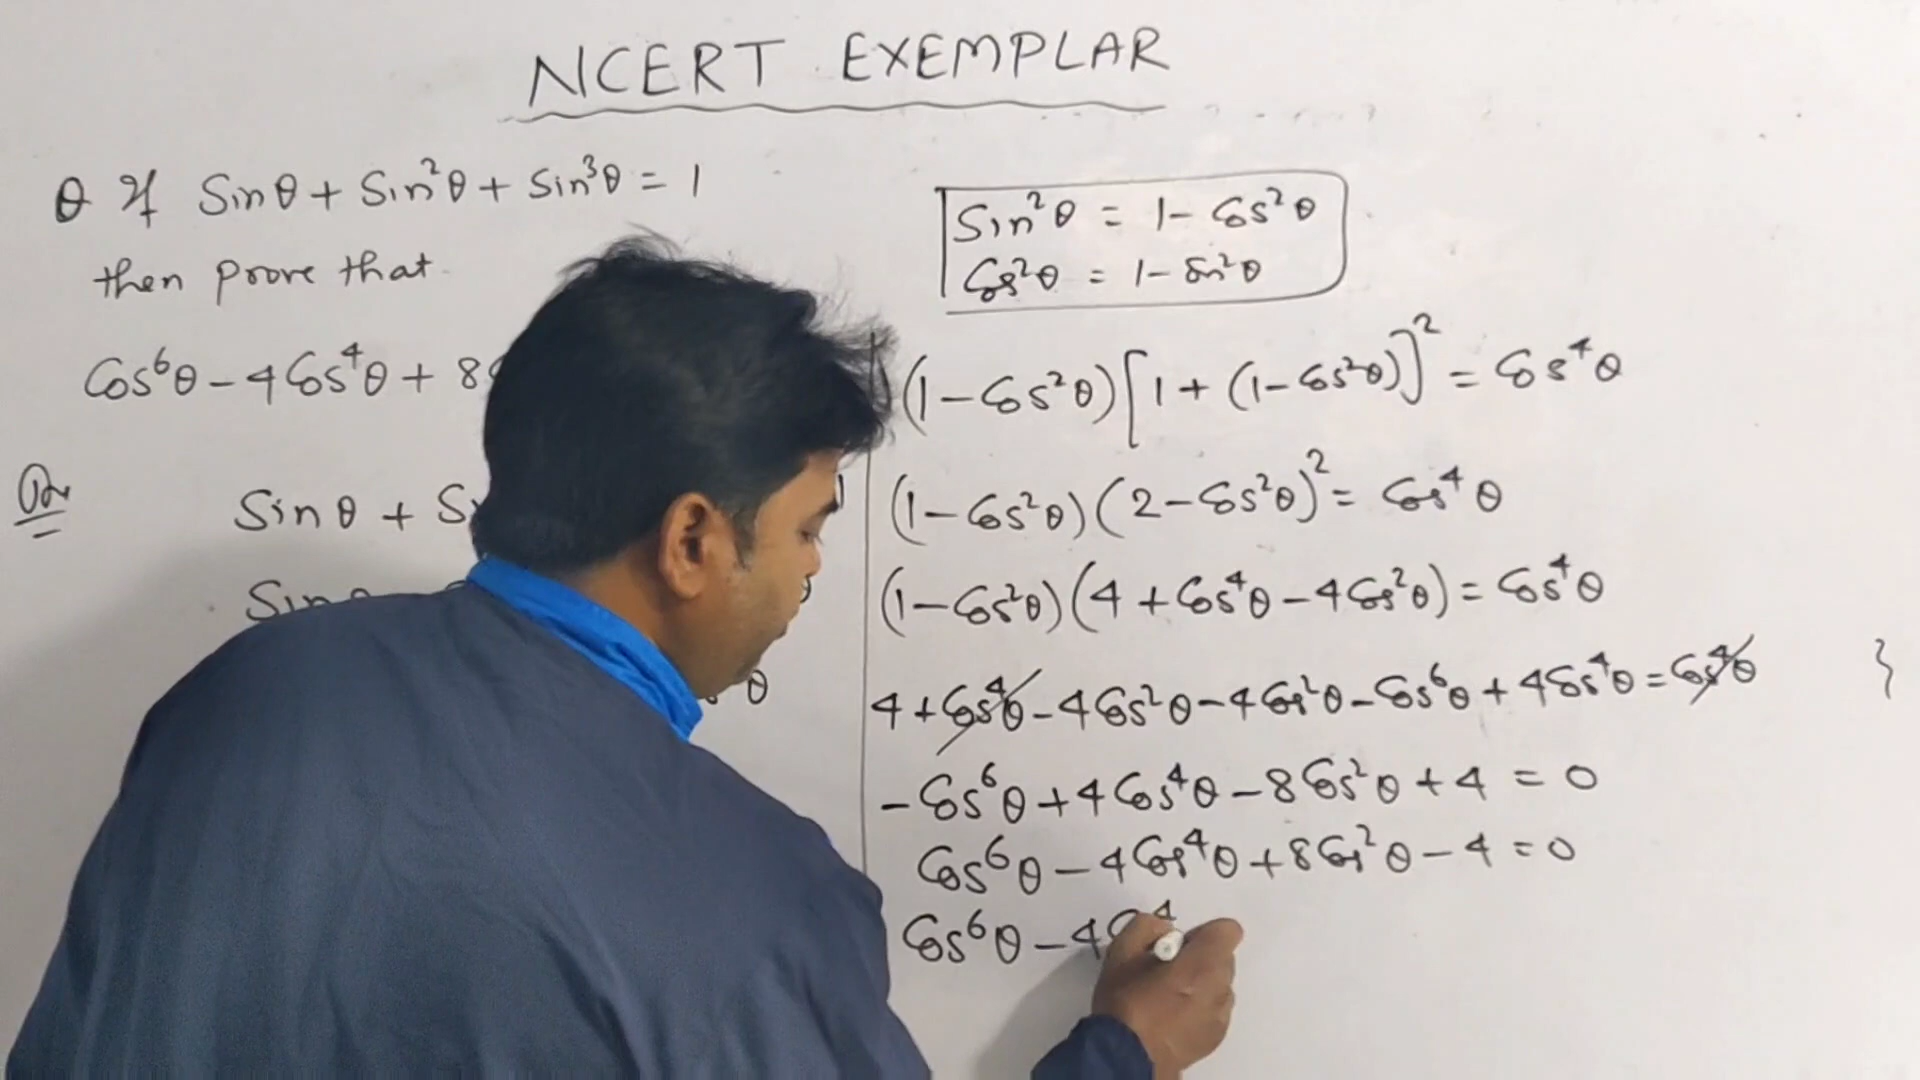 NCERT EXEMPLAR
Q If Sinθ + Sin²θ + Sin³θ = 1
then prove that
Cos⁶θ - 4Cos⁴θ + 8
Sin²θ = 1 - Cos²θ
Cos²θ = 1 - Sin²θ
Sinθ + S
Sin
θ
(1 - Cos²θ)[1 + (1 - Cos²θ)]² = Cos⁴θ
(1 - Cos²θ)(2 - Cos²θ)² = Cos⁴θ
(1 - Cos²θ)(4 + Cos⁴θ - 4Cos²θ) = Cos⁴θ
4 + Cos⁴θ - 4Cos²θ - 4Cos²θ - Cos⁶θ + 4Cos⁴θ = Cos⁴θ
- Cos⁶θ + 4Cos⁴θ - 8Cos²θ + 4 = 0
Cos⁶θ - 4Cos⁴θ + 8Cos²θ - 4 = 0
Cos⁶θ - 4C⁴